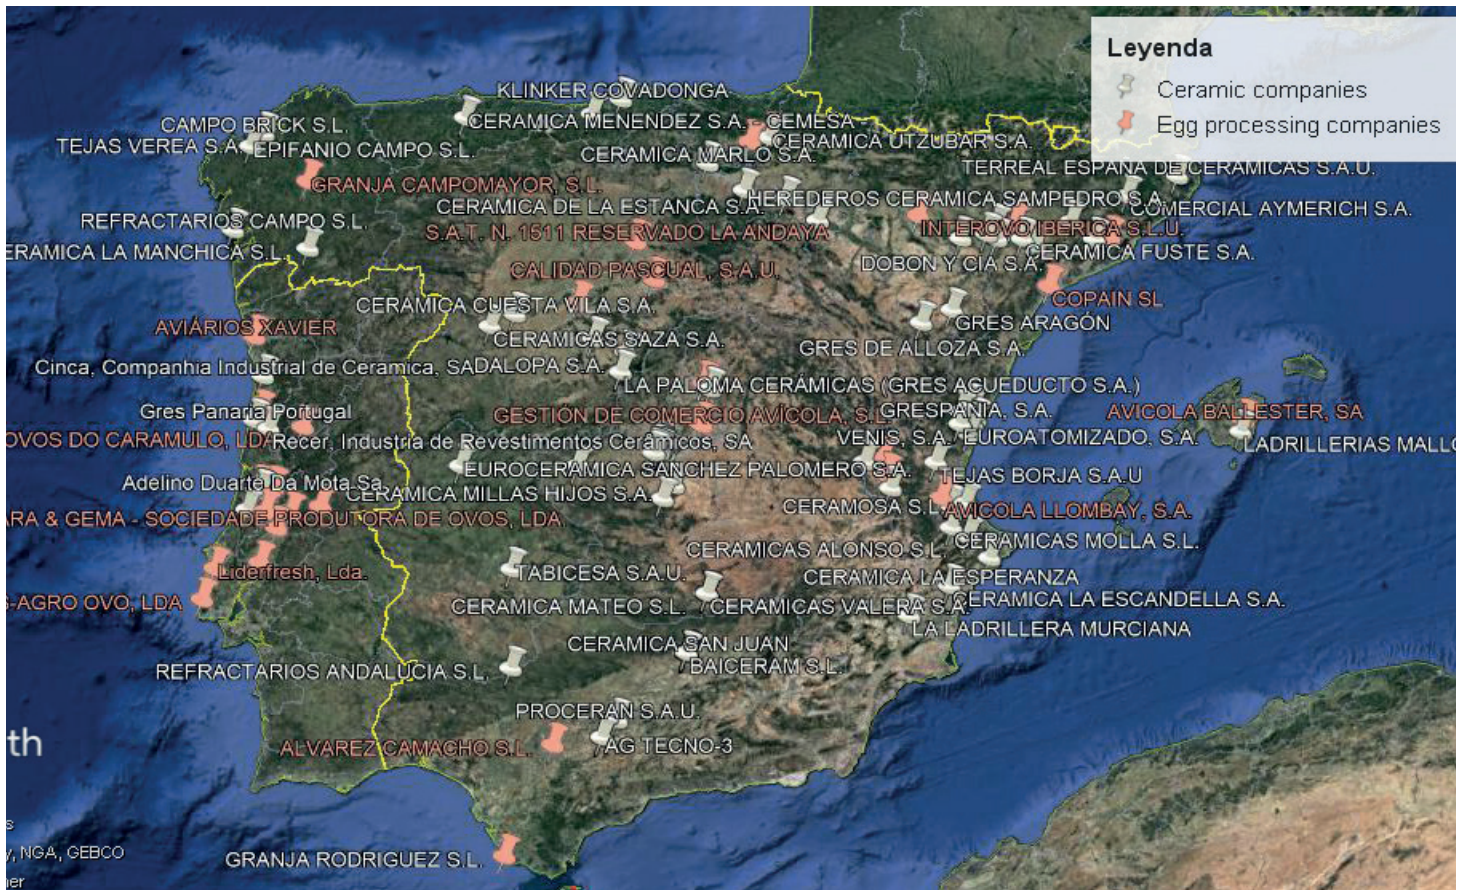 Leyenda
Ceramic companies
Egg processing companies
KLINKER COVADONGA
CAMPO BRICK S.L.
CERAMICA MENENDEZ S.A. - CEMESA
TEJAS VEREA S.A.
EPIFANIO CAMPO S.L.
CERAMICA UTZUBAR S.A.
CERAMICA MARLO S.A.
TERREAL ESPAÑA DE CERAMICAS S.A.U.
GRANJA CAMPOMAYOR, S.L.
HEREDEROS CERAMICA SAMPEDRO S.A.
CERAMICA DE LA ESTANCA S.A.
COMERCIAL AYMERICH S.A.
REFRACTARIOS CAMPO S.L.
S.A.T. N. 1511 RESERVADO LA ANDAYA
INTEROVO IBERICA S.L.U.
ERAMICA LA MANCHICA S.L.
CERAMICA FUSTE S.A.
DOBON Y CIA S.A.
CALIDAD PASCUAL, S.A.U.
COPAIN SL
CERAMICA CUESTA VILA S.A.
AVIÁRIOS XAVIER
GRES ARAGÓN
CERAMICAS SAZA S.A.
GRES DE ALLOZA S.A.
Cinca, Companhia Industrial de Ceramica, SA
DALOPA S.A.
LA PALOMA CERÁMICAS (GRES ACUEDUCTO S.A.)
Gres Panaria Portugal
GESTION DE COMERCIO AVÍCOLA, S.L.
GRESPANIA, S.A.
AVICOLA BALLESTER, SA
OVOS DO CARAMULO, LDA
Recer, Industria de Revestimentos Cerâmicos, SA
VENIS, S.A.
EUROATOMIZADO, S.A.
LADRILLERIAS MALLO
EUROCERAMICA SANCHEZ PALOMERO S.A.
TEJAS BORJA S.A.U
Adelino Duarte Da Mota Sa
CERAMICA MILLAS HIJOS S.A.
CERAMOSA S.L.
AVICOLA LLOMBAY, S.A.
ARA & GEMA - SOCIEDADE PRODUTORA DE OVOS, LDA.
CERAMICAS MOLLA S.L.
CERAMICAS ALONSO S.L.
Liderfresh, Lda.
TABICESA S.A.U.
CERAMICA LA ESPERANZA
S-AGRO OVO, LDA
CERAMICA MATEO S.L.
CERAMICAS VALERA S.A.
CERAMICA LA ESCANDELLA S.A.
LA LADRILLERA MURCIANA
CERAMICA SAN JUAN
REFRACTARIOS ANDALUCIA S.L.
BAICERAM S.L.
PROCERAN S.A.U.
th
ALVAREZ CAMACHO S.L.
AG TECNO-3
s
y, NGA, GEBCO
GRANJA RODRIGUEZ S.L.
ner